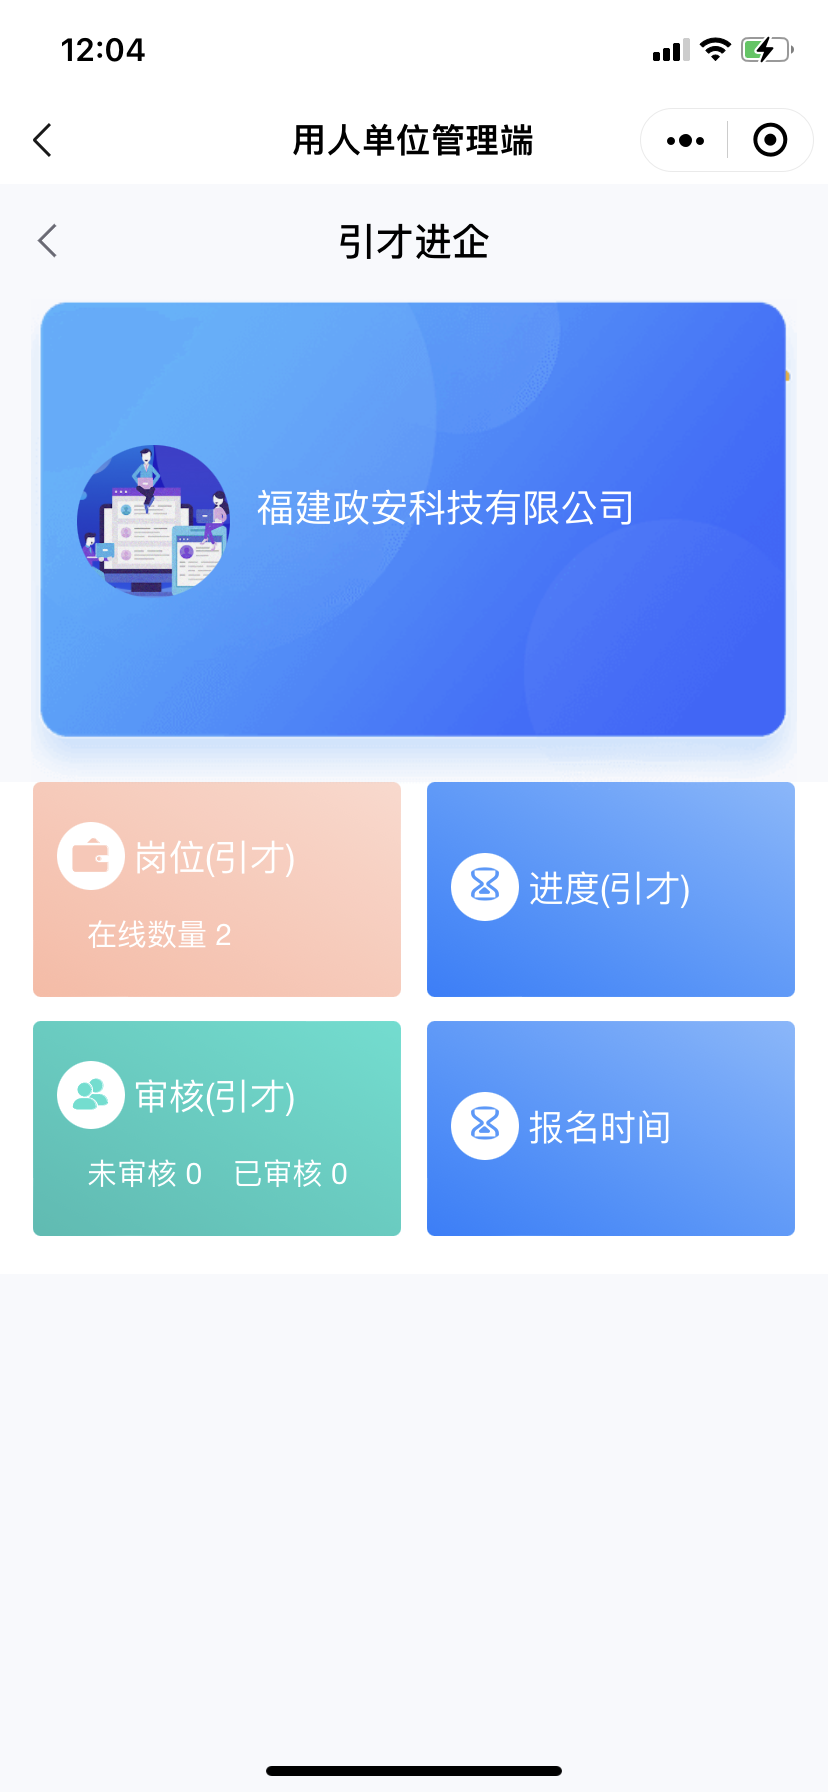 12:04
用人单位管理端
引才进企
福建政安科技有限公司
岗位(引才)
在线数量 2
进度(引才)
审核(引才)
未审核 0 已审核 0
报名时间